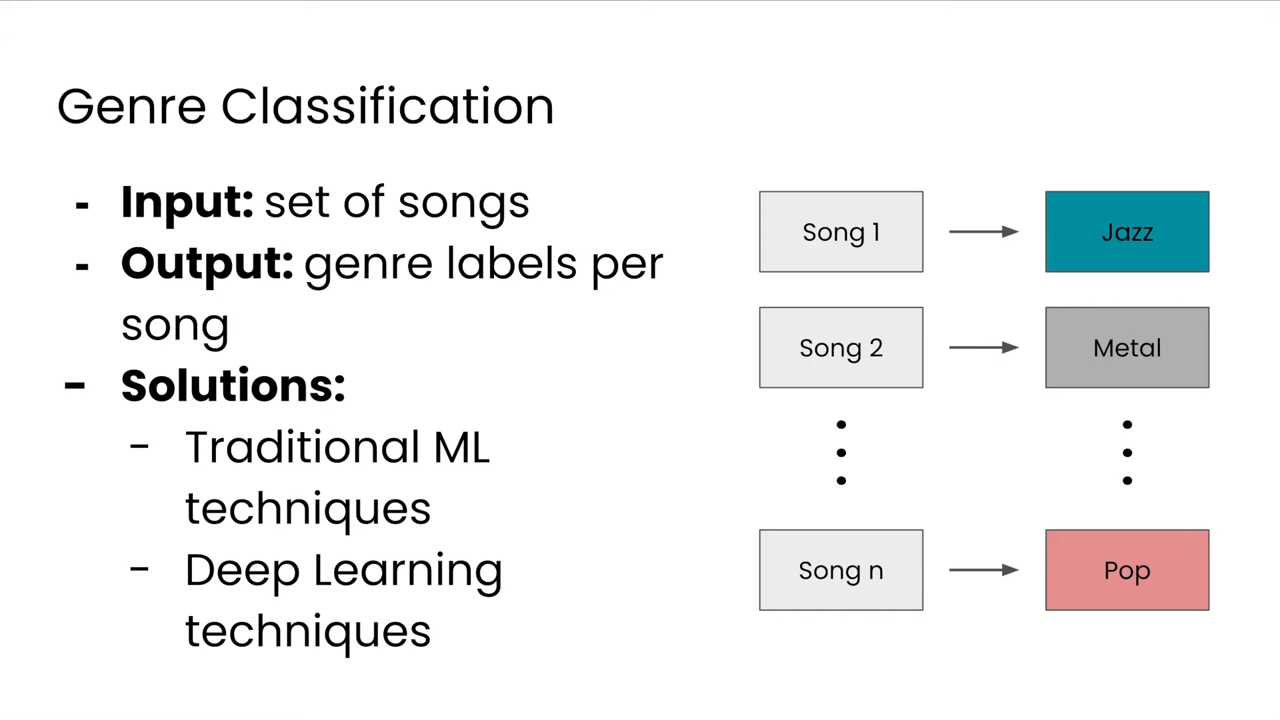 Genre Classification
- Input: set of songs
- Output: genre labels per
song
- Solutions:
- Traditional ML
techniques
- Deep Learning
techniques
Song 1
Jazz
Song 2
Metal
Song n
Pop